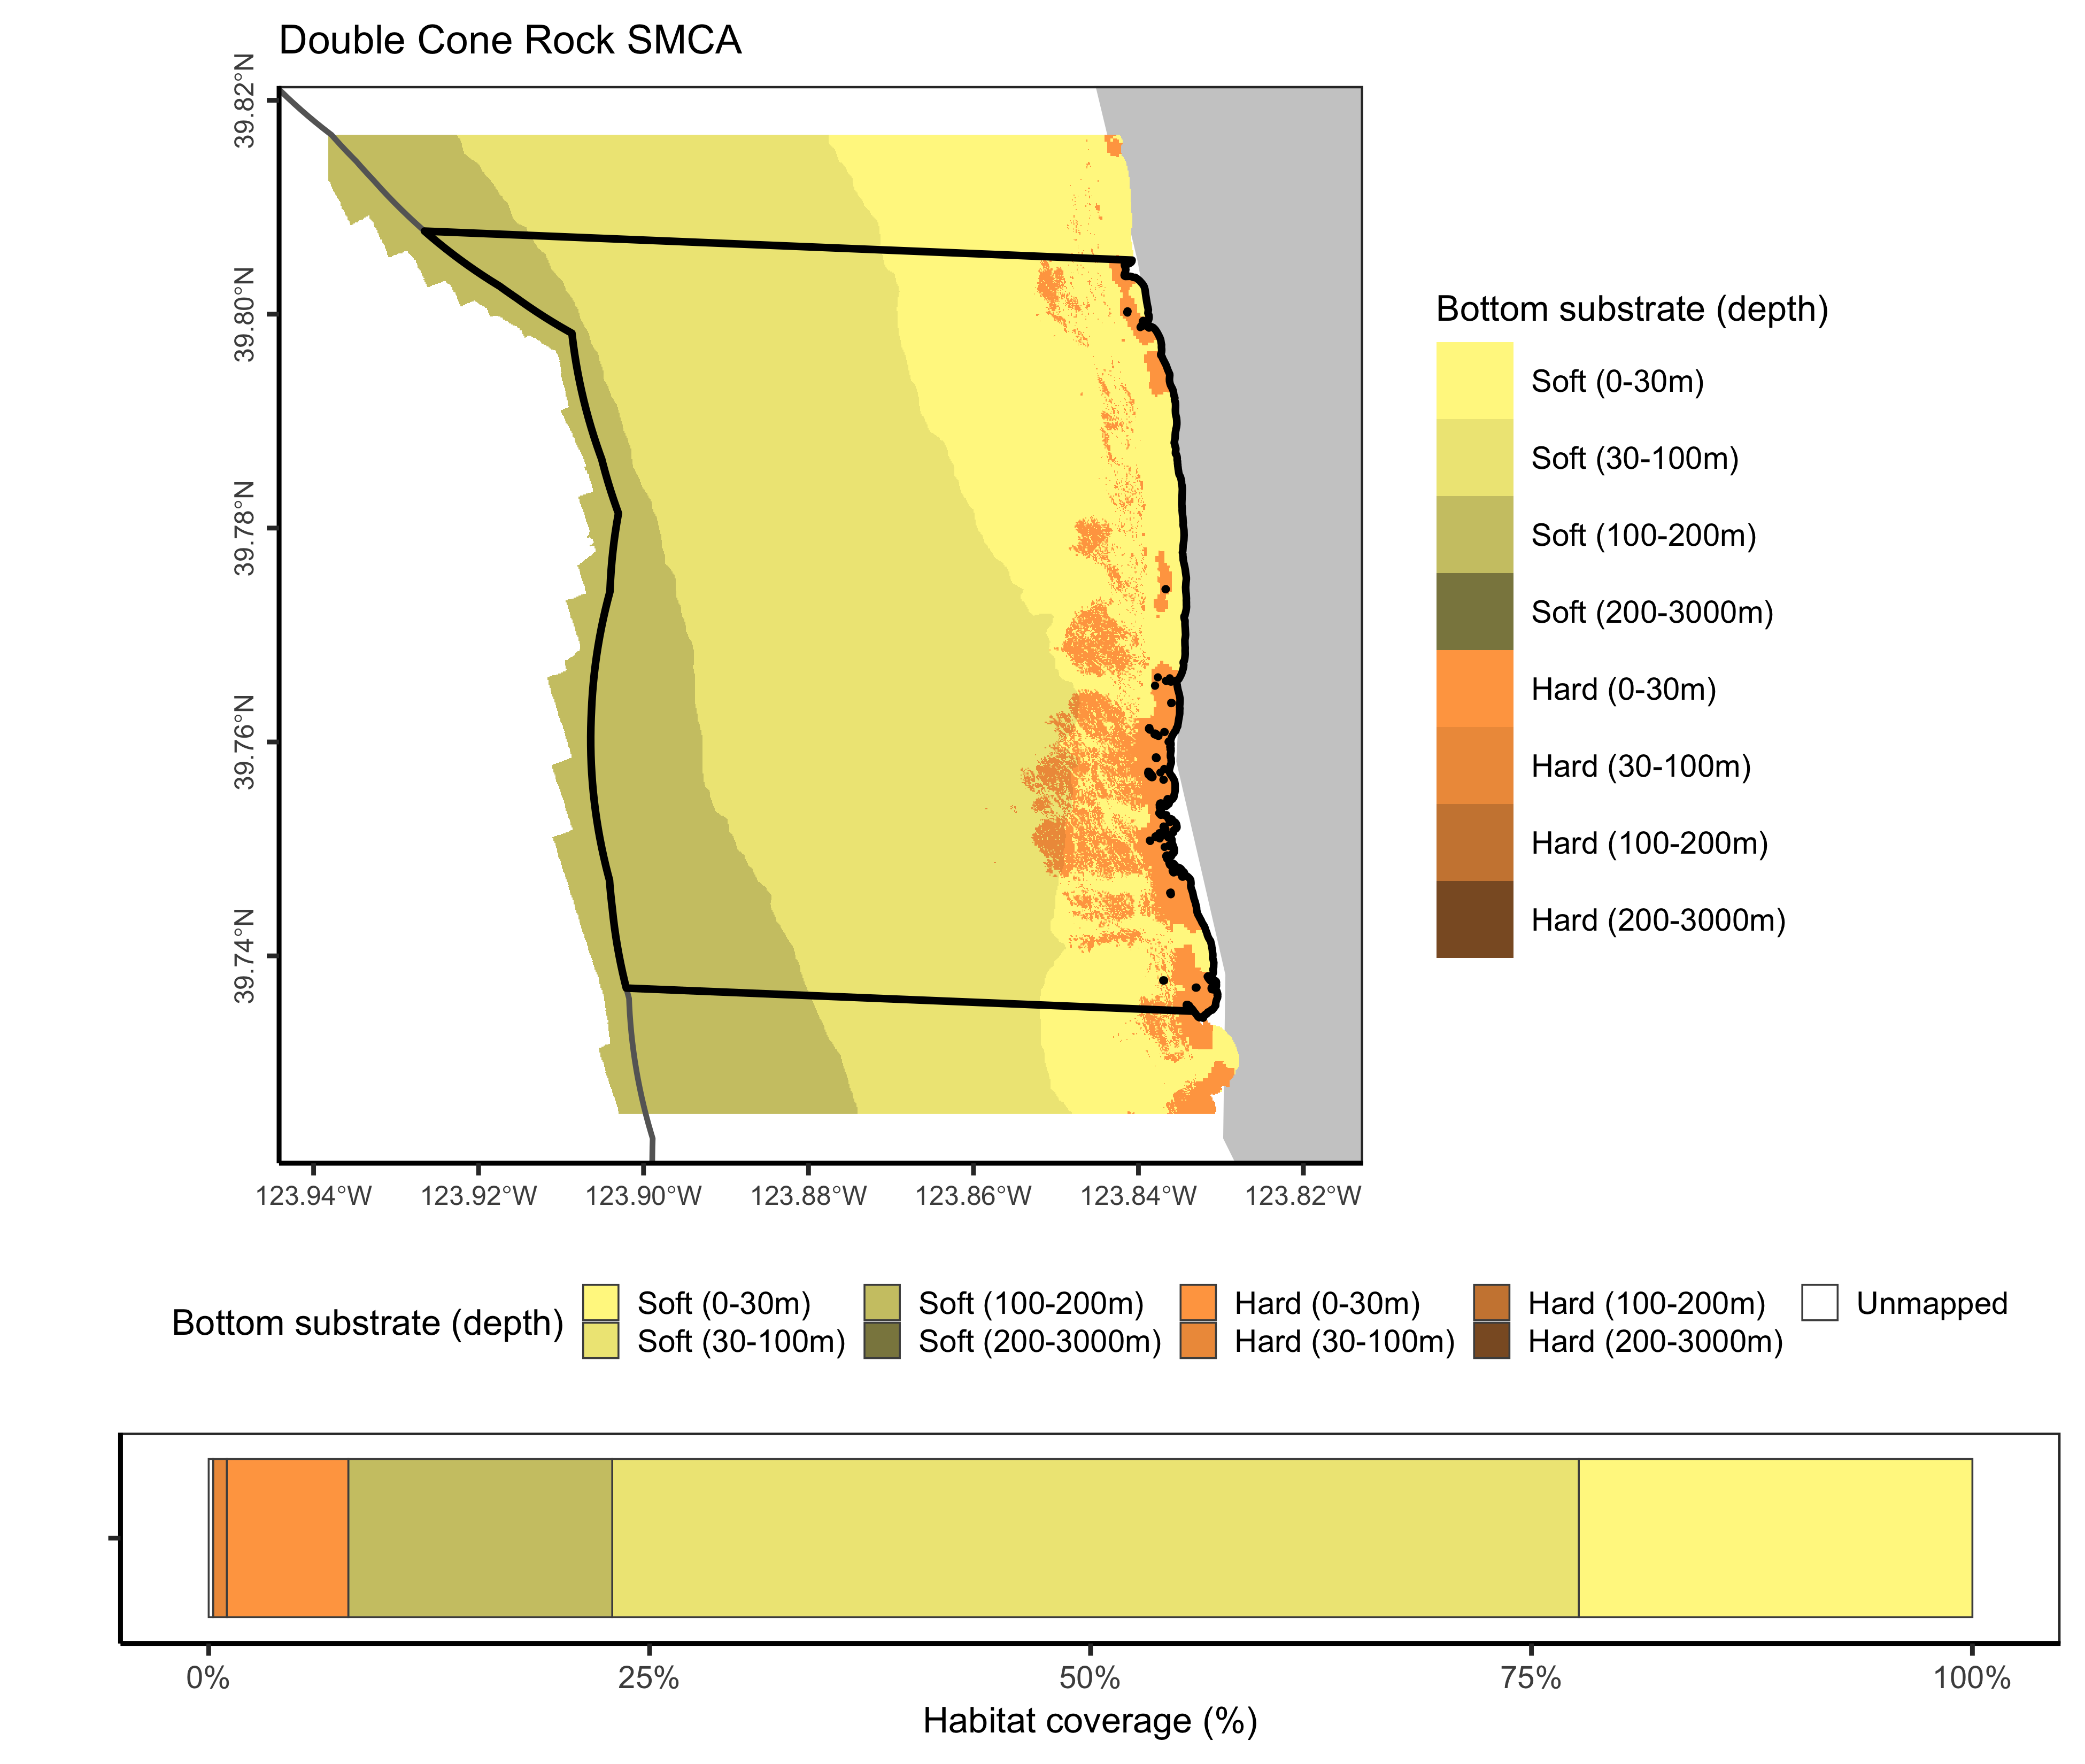 Double Cone Rock SMCA
39.82°N
39.80°N
39.78°N
39.76°N
39.74°N
123.94°W 123.92°W 123.90°W 123.88°W 123.86°W 123.84°W 123.82°W
Bottom substrate (depth)
Soft (0-30m)
Soft (30-100m)
Soft (100-200m)
Soft (200-3000m)
Hard (0-30m)
Hard (30-100m)
Hard (100-200m)
Hard (200-3000m)
Bottom substrate (depth)
Soft (0-30m) Soft (100-200m) Hard (0-30m) Hard (100-200m) Unmapped
Soft (30-100m) Soft (200-3000m) Hard (30-100m) Hard (200-3000m)
0% 25% 50% 75% 100%
Habitat coverage (%)